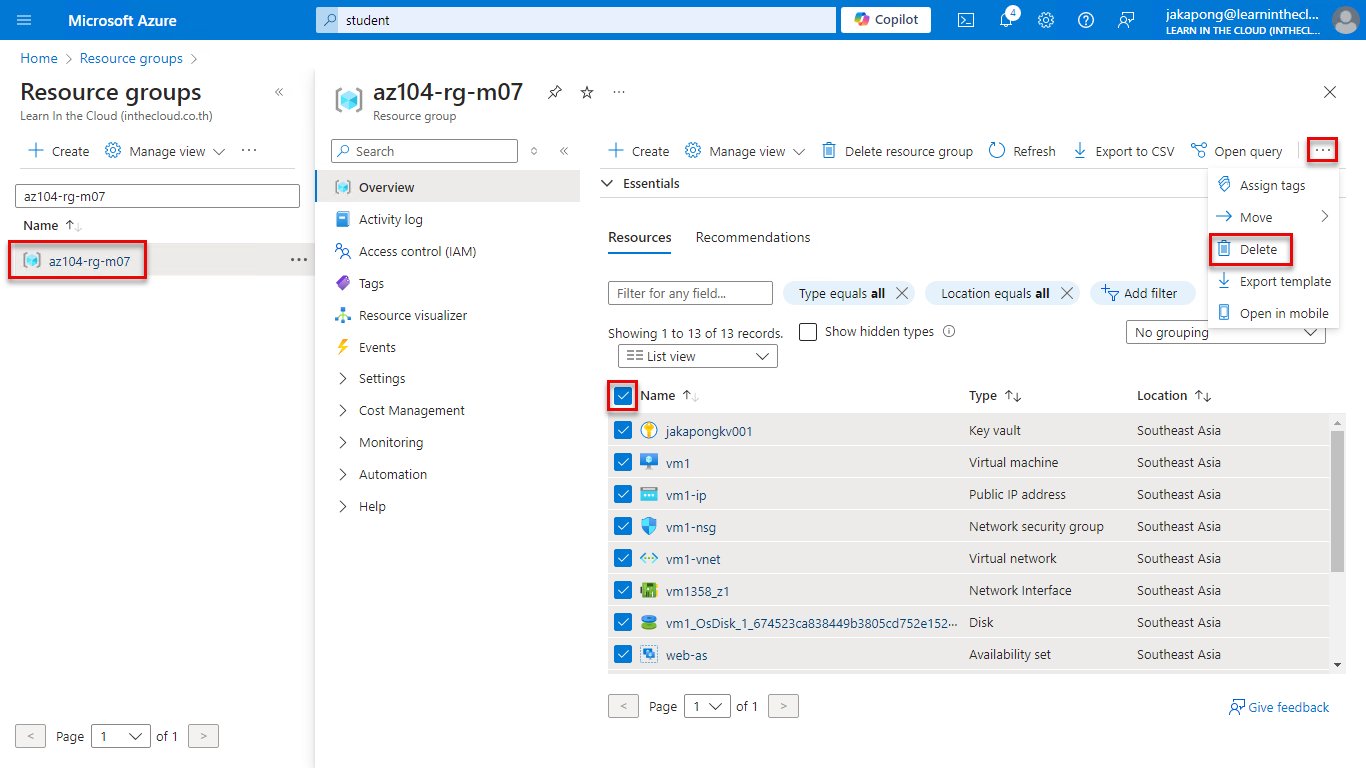 Microsoft Azure
student
Copilot
4
jakapong@learninthecl...
LEARN IN THE CLOUD (INTHECL...
Home > Resource groups >
Resource groups
Learn In the Cloud (inthecloud.co.th)
Create
Manage view
az104-rg-m07
Name
az104-rg-m07
Page 1 of 1
az104-rg-m07
Resource group
Search
Overview
Activity log
Access control (IAM)
Tags
Resource visualizer
Events
Settings
Cost Management
Monitoring
Automation
Help
Create
Manage view
Delete resource group
Refresh
Export to CSV
Open query
Assign tags
Move
Delete
Export template
Open in mobile
Essentials
Resources
Recommendations
Filter for any field...
Type equals all
Location equals all
Add filter
Showing 1 to 13 of 13 records.
Show hidden types
No grouping
List view
Name Type Location
jakapongkv001 Key vault Southeast Asia
vm1 Virtual machine Southeast Asia
vm1-ip Public IP address Southeast Asia
vm1-nsg Network security group Southeast Asia
vm1-vnet Virtual network Southeast Asia
vm1358_z1 Network Interface Southeast Asia
vm1_OsDisk_1_674523ca838449b3805cd752e152... Disk Southeast Asia
web-as Availability set Southeast Asia
Page 1 of 1
Give feedback